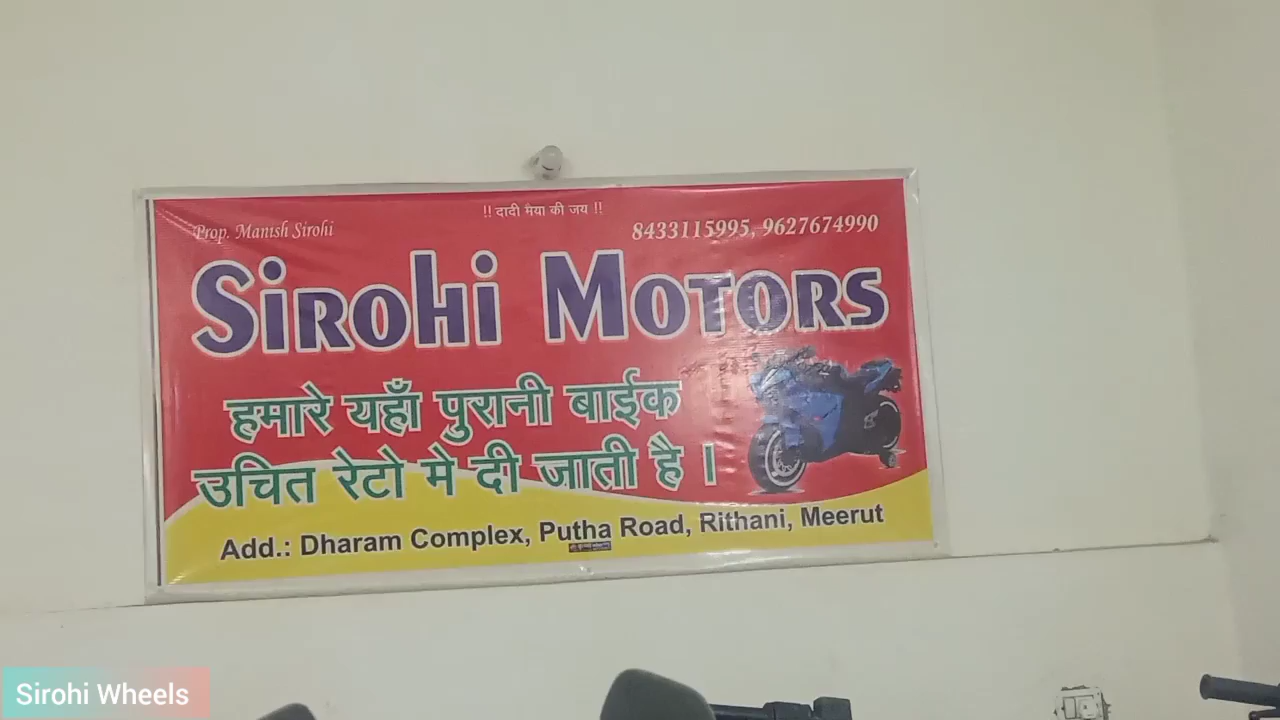 !! दादी मैया की जय !!
Prop. Manish Sirohi
8433115995, 9627674990
SIROHI MOTORS
हमारे यहाँ पुरानी बाईक
उचित रेटो मे दी जाती है ।
Add.: Dharam Complex, Putha Road, Rithani, Meerut
Sirohi Wheels